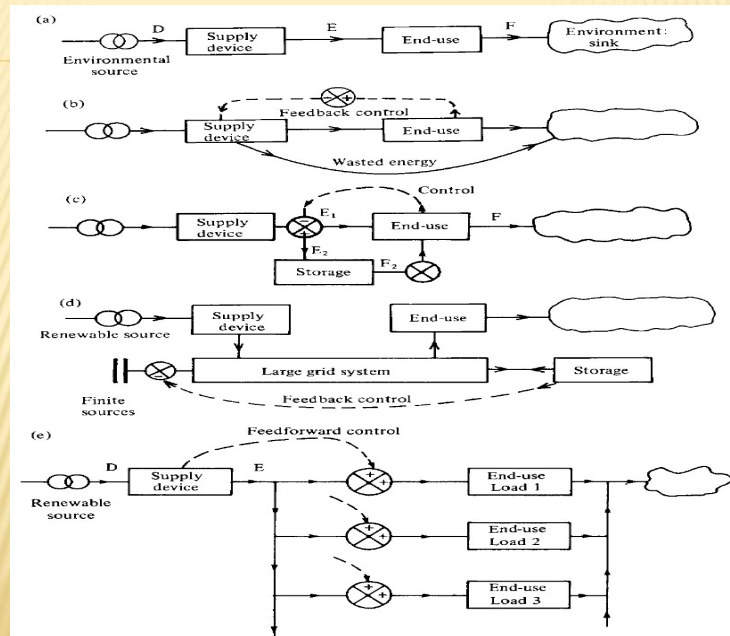 (a)
D
E
F
Supply
device
End-use
Environment:
sink
Environmental
source
(b)
Feedback control
Supply
device
End-use
Wasted energy
(c)
Control
Supply
device
E₁
End-use
F
E₂
Storage
F₂
(d)
Renewable source
Supply
device
End-use
Large grid system
Storage
Finite
sources
Feedback control
(e)
Feedforward control
D
Supply
device
E
End-use
Load 1
Renewable
source
End-use
Load 2
End-use
Load 3